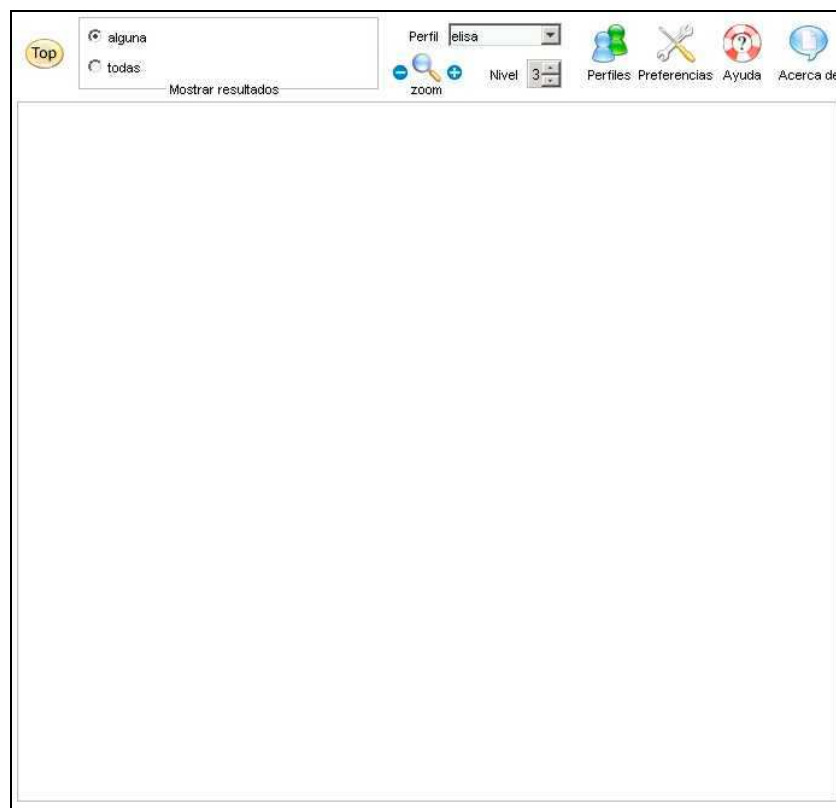 Top
alguna
todas
Mostrar resultados
Perfil elisa
zoom
Nivel 3
Perfiles Preferencias Ayuda Acerca de
?